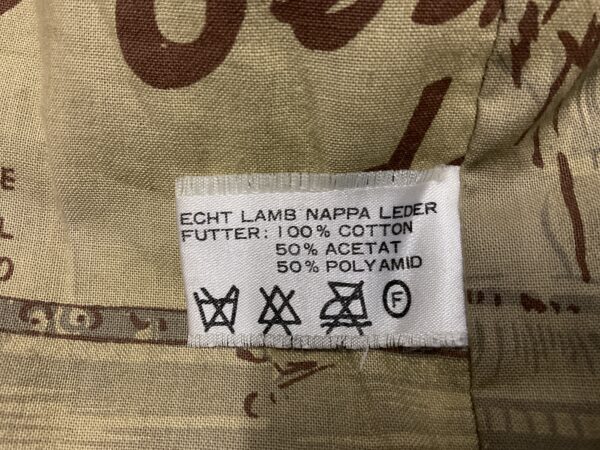 ECHT LAMB NAPPA LEDER
FUTTER: 100% COTTON
50% ACETAT
50% POLYAMID
F
E
L
S